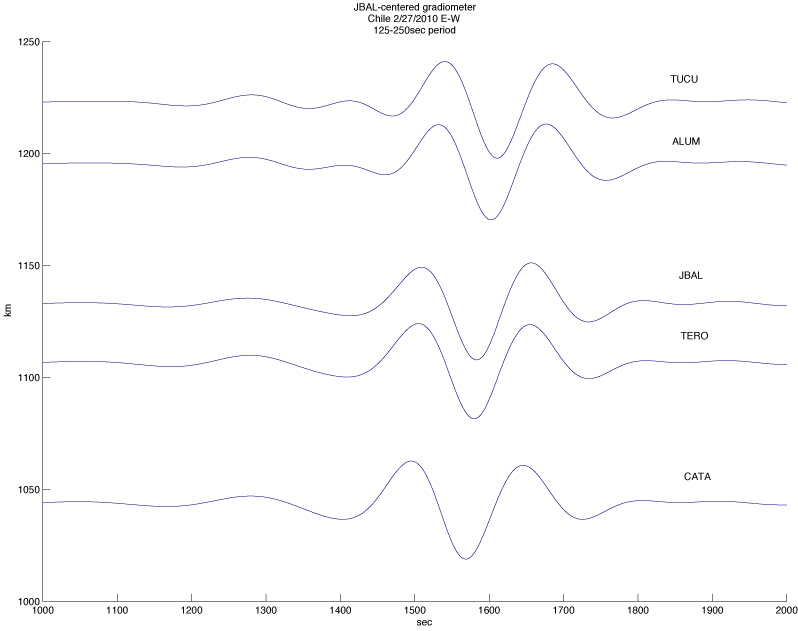 JBAL-centered gradiometer
Chile 2/27/2010 E-W
125-250sec period
1250
TUCU
ALUM
1200
1150
JBAL
km
TERO
1100
CATA
1050
1000
1000 1100 1200 1300 1400 1500 1600 1700 1800 1900 2000
sec